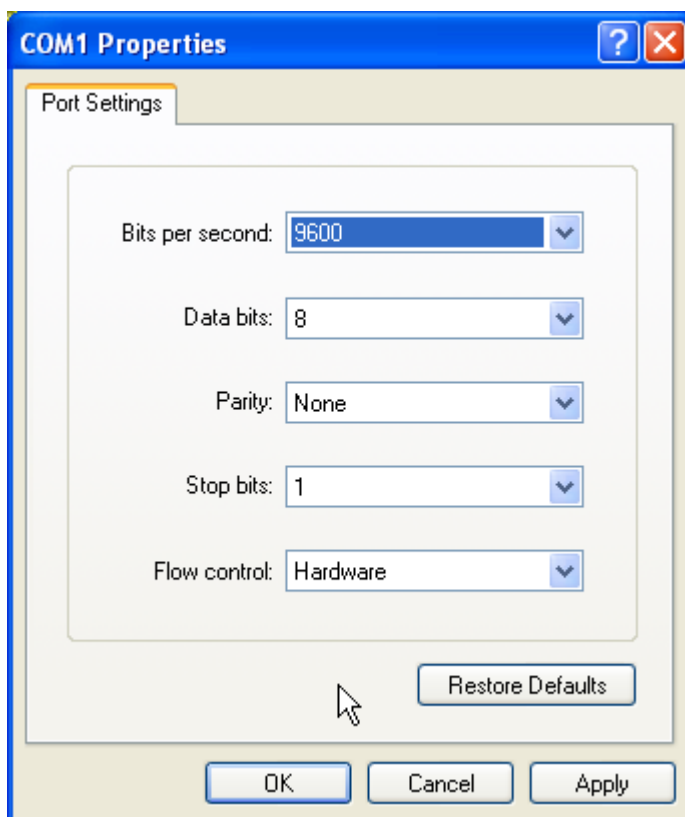 COM1 Properties
Port Settings
Bits per second: 9600
Data bits: 8
Parity: None
Stop bits: 1
Flow control: Hardware
Restore Defaults
OK Cancel Apply